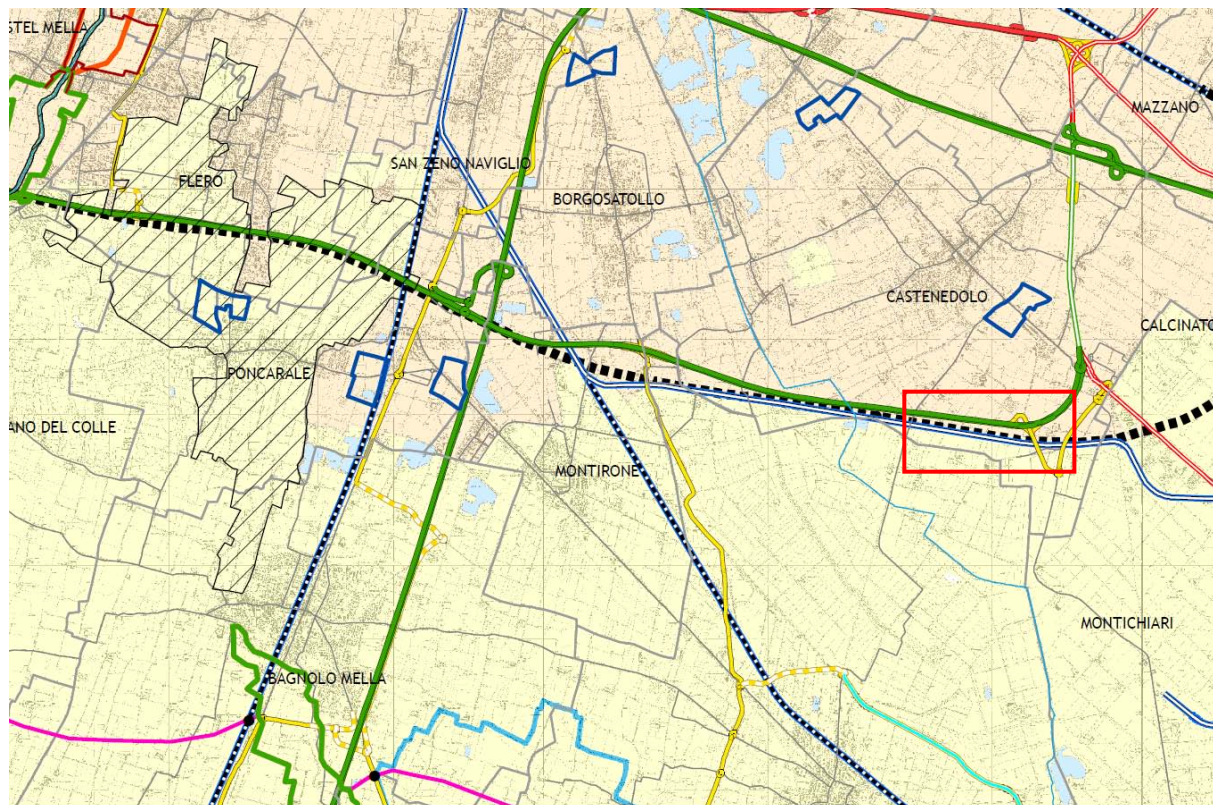 STEL MELLA
MAZZANO
SAN ZENO NAVIGLIO
FLERO
BORGOSATOLLO
CASTENEDOLO
CALCINATO
PONCARALE
ANO DEL COLLE
MONTIRONE
MONTICHIARI
BAGNOLO MELLA